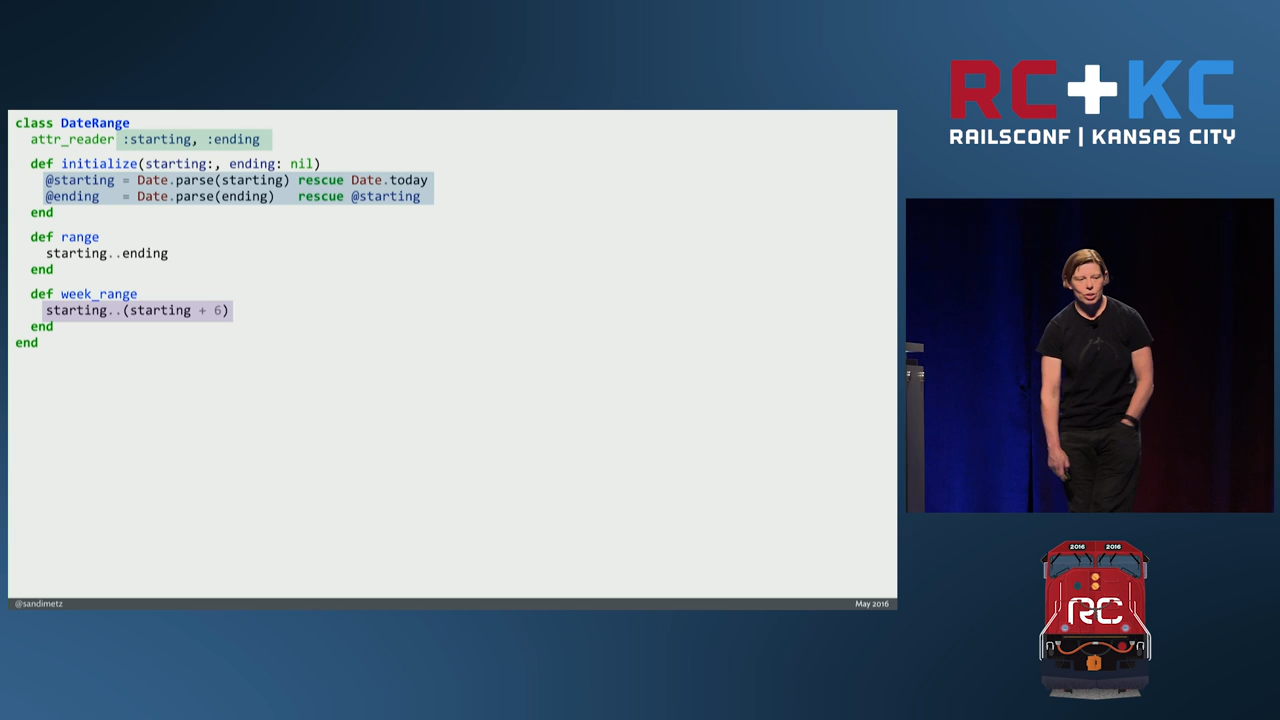 RC+KC
RAILSCONF | KANSAS CITY
class DateRange
  attr_reader :starting, :ending
  def initialize(starting:, ending: nil)
    @starting = Date.parse(starting) rescue Date.today
    @ending   = Date.parse(ending)   rescue @starting
  end
  def range
    starting..ending
  end
  def week_range
    starting..(starting + 6)
  end
end
@sandimetz
May 2016
2016 2016
RC